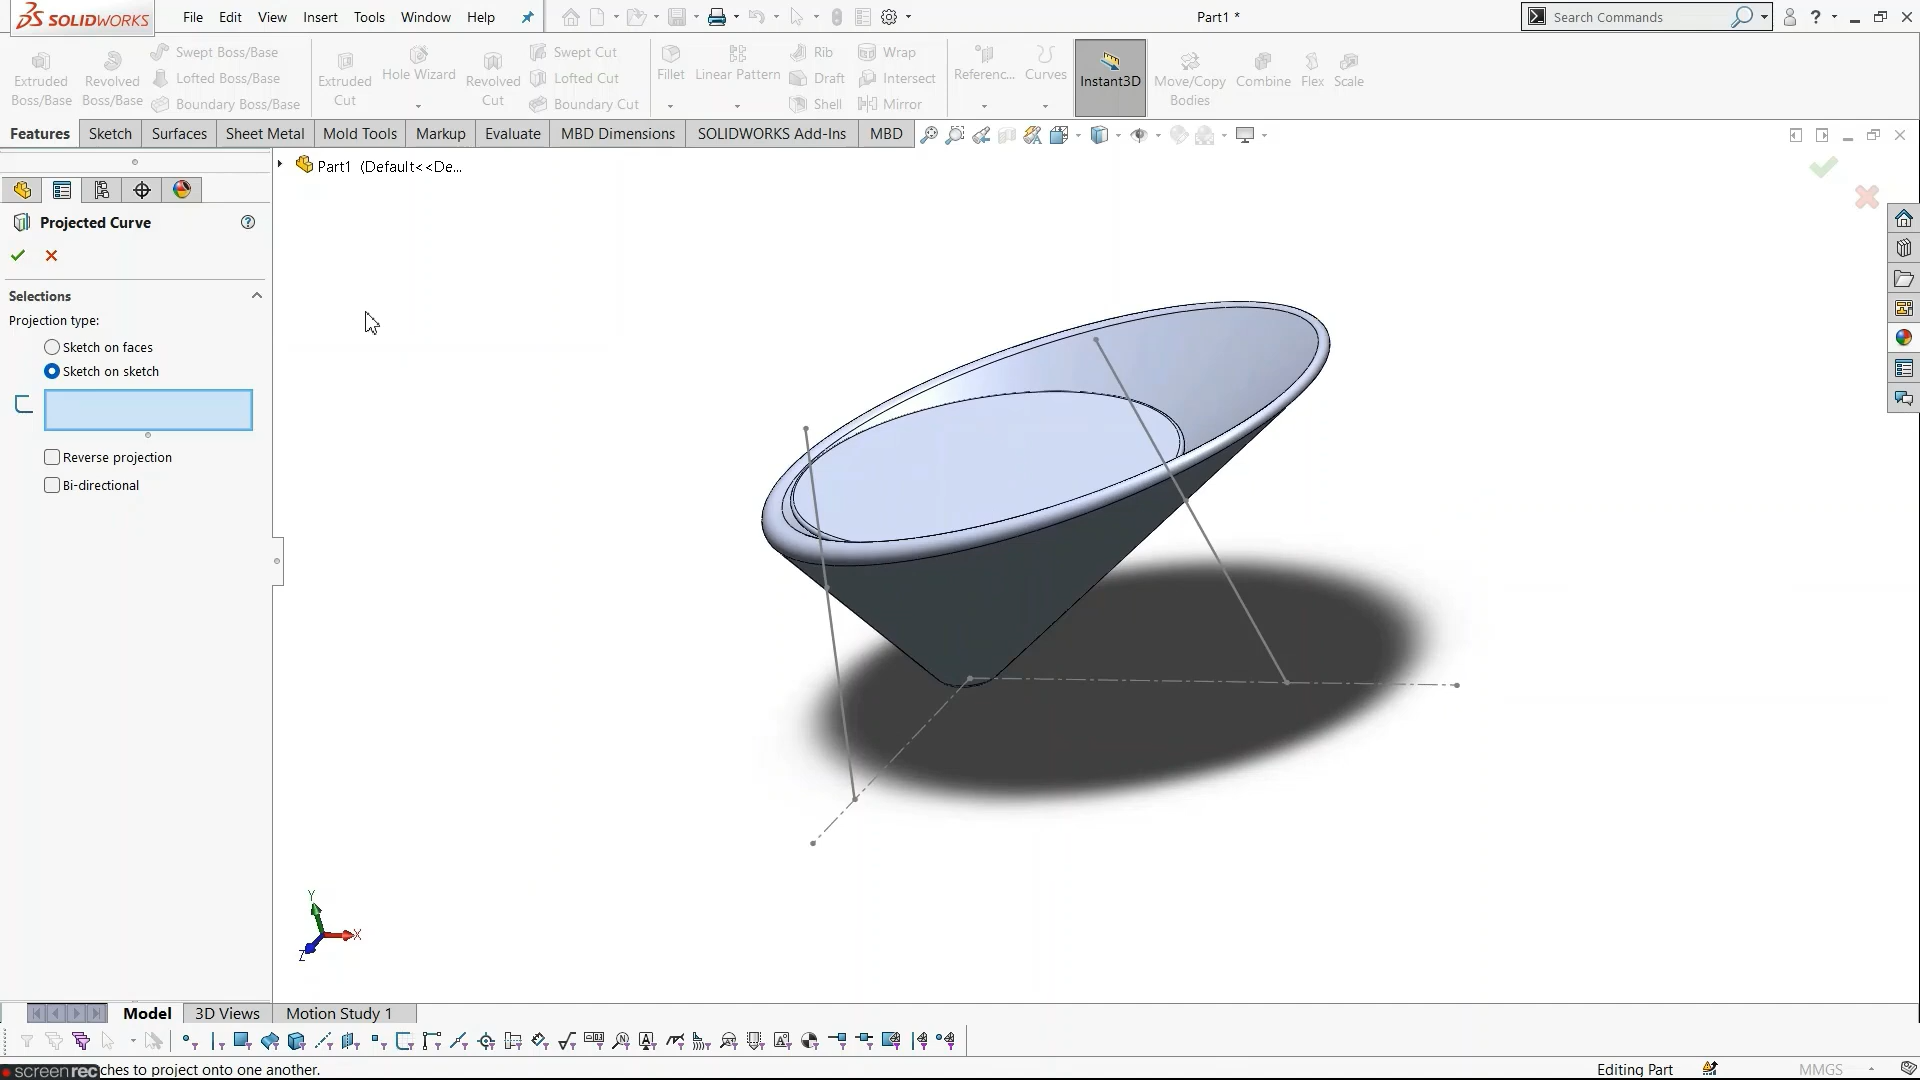 SOLIDWORKS File Edit View Insert Tools Window Help Part1 * Search Commands
Extruded Boss/Base Revolved Boss/Base Swept Boss/Base Lofted Boss/Base Boundary Boss/Base Extruded Cut Hole Wizard Revolved Cut Swept Cut Lofted Cut Boundary Cut Fillet Linear Pattern Rib Draft Shell Wrap Intersect Mirror Referenc... Curves Instant3D Move/Copy Bodies Combine Flex Scale
Features Sketch Surfaces Sheet Metal Mold Tools Markup Evaluate MBD Dimensions SOLIDWORKS Add-Ins MBD
Part1 (Default<<De...
Projected Curve
Selections
Projection type:
Sketch on faces
Sketch on sketch
Reverse projection
Bi-directional
Y
X
Z
Model 3D Views Motion Study 1
screenrec ches to project onto one another. Editing Part MMGS